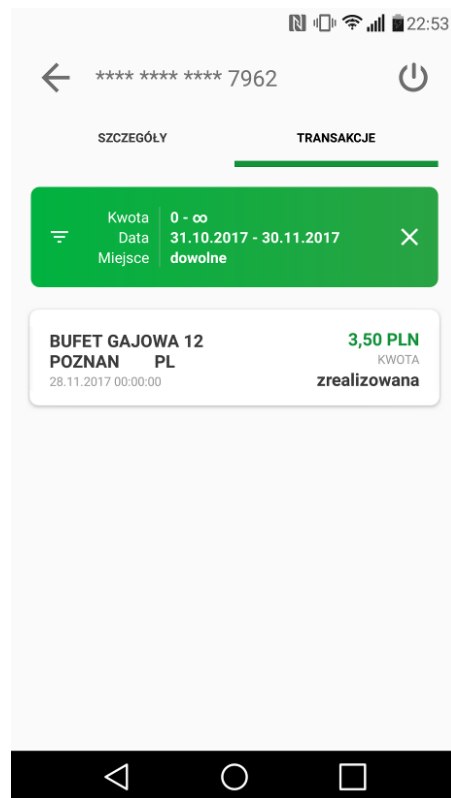 22:53
**** **** **** 7962
SZCZEGÓŁY TRANSAKCJE
Kwota 0 - ∞
Data 31.10.2017 - 30.11.2017
Miejsce dowolne
BUFET GAJOWA 12 3,50 PLN
POZNAN PL KWOTA
28.11.2017 00:00:00 zrealizowana